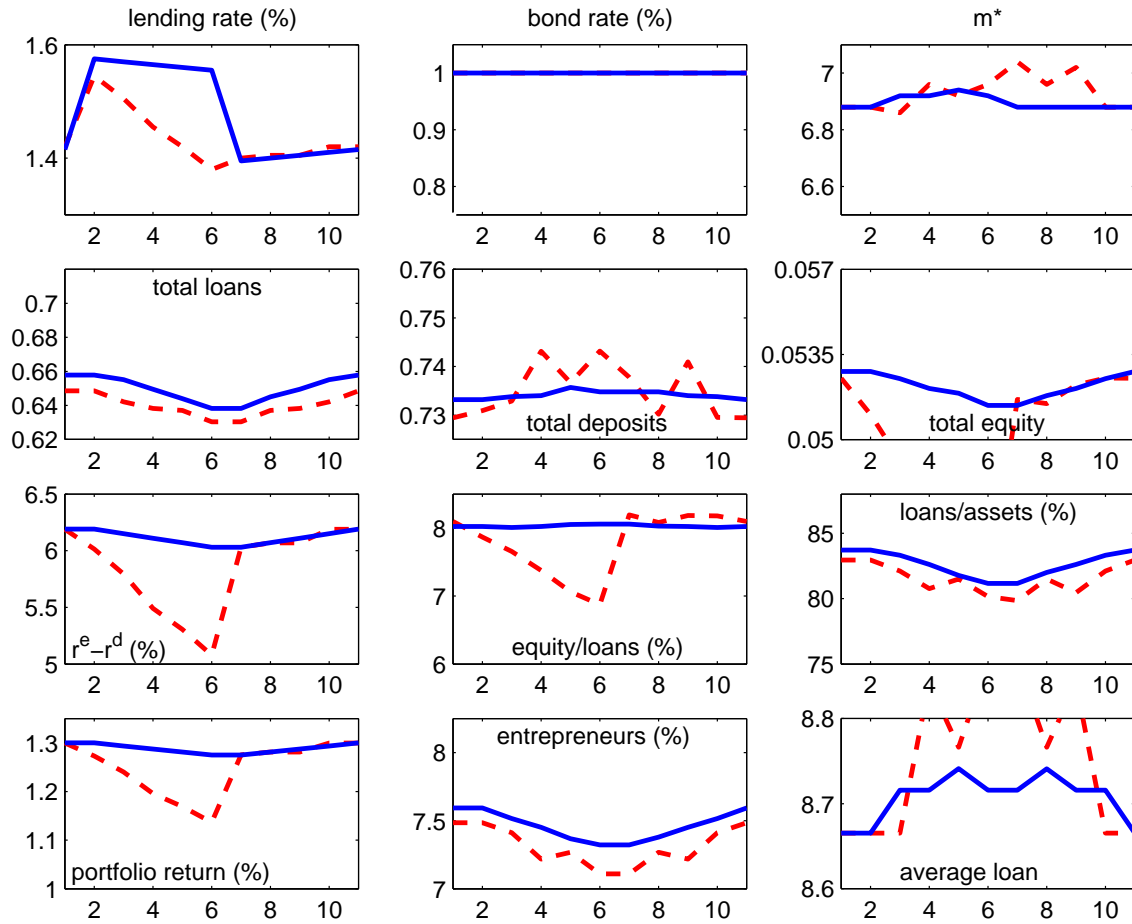 lending rate (%) bond rate (%) m*
1.6
1.4
1
0.9
0.8
7
6.8
6.6
2 4 6 8 10 2 4 6 8 10 2 4 6 8 10
total loans
0.7
0.68
0.66
0.64
0.62
0.76
0.75
0.74
0.73
total deposits
0.057
0.0535
0.05
total equity
2 4 6 8 10 2 4 6 8 10 2 4 6 8 10
6.5
6
5.5
5
r^e−r^d (%)
8
7
6
equity/loans (%)
loans/assets (%)
85
80
75
2 4 6 8 10 2 4 6 8 10 2 4 6 8 10
1.3
1.2
1.1
1
portfolio return (%)
entrepreneurs (%)
8
7.5
7
8.8
8.7
8.6
average loan
2 4 6 8 10 2 4 6 8 10 2 4 6 8 10